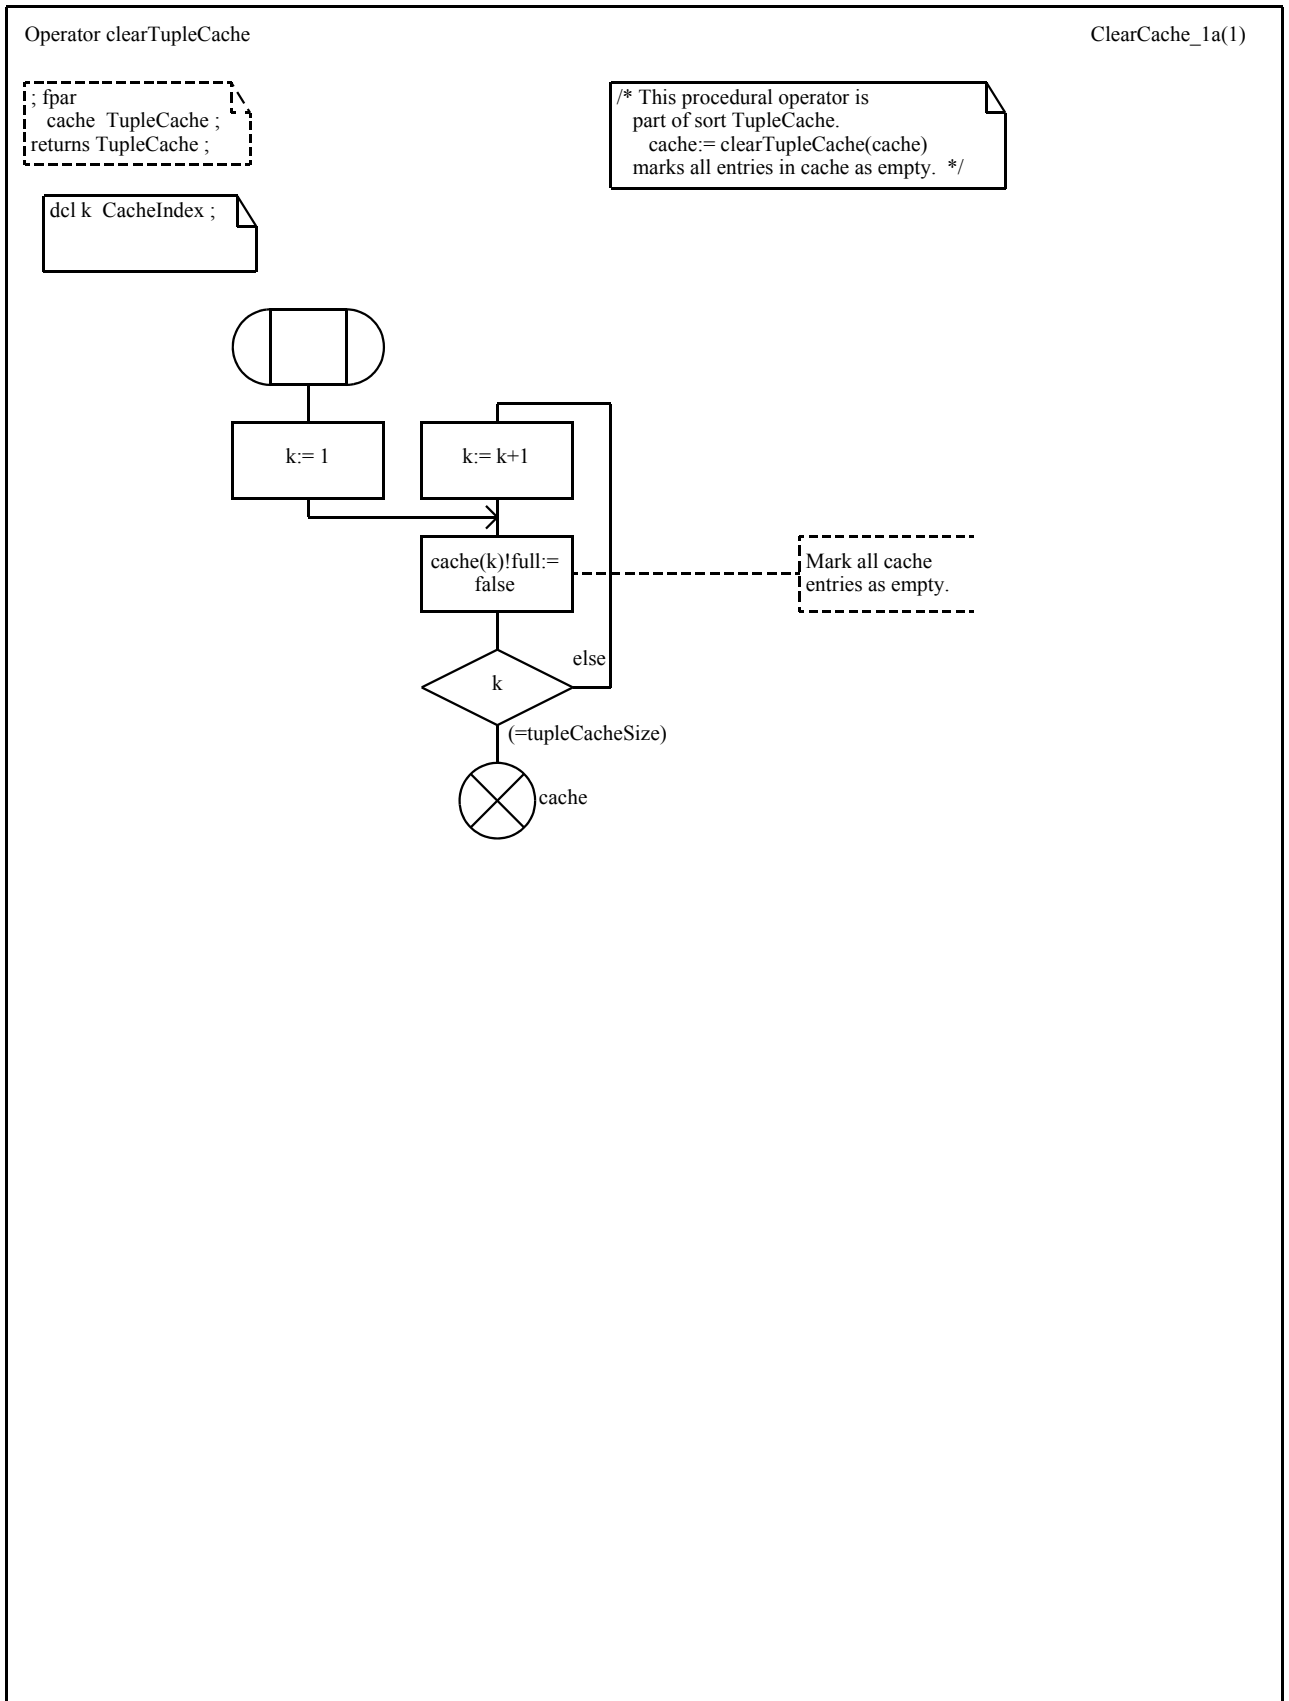 Operator clearTupleCache
ClearCache_1a(1)
; fpar
cache TupleCache ;
returns TupleCache ;
/* This procedural operator is
part of sort TupleCache.
cache:= clearTupleCache(cache)
marks all entries in cache as empty. */
dcl k CacheIndex ;
k:= 1
k:= k+1
cache(k)!full:=
false
Mark all cache
entries as empty.
else
k
(=tupleCacheSize)
cache